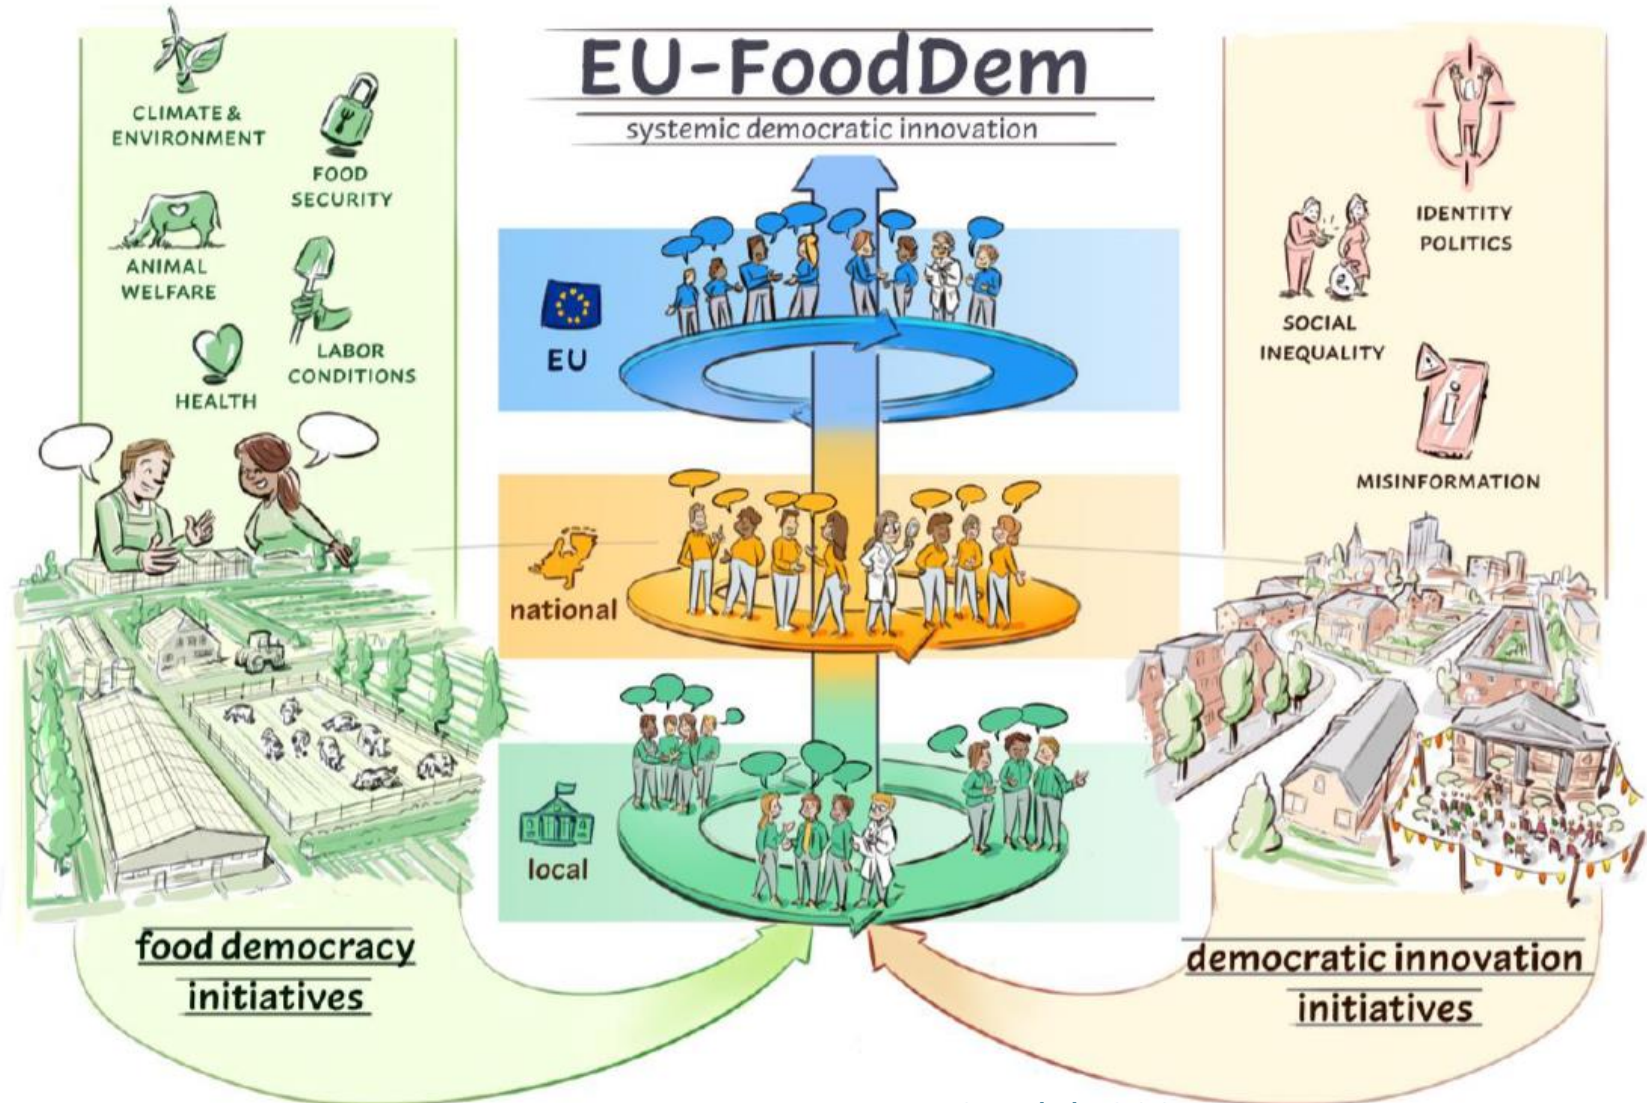 EU-FoodDem
systemic democratic innovation
CLIMATE &
ENVIRONMENT
FOOD
SECURITY
ANIMAL
WELFARE
LABOR
CONDITIONS
HEALTH
food democracy
initiatives
EU
national
local
IDENTITY
POLITICS
SOCIAL
INEQUALITY
i
MISINFORMATION
democratic innovation
initiatives